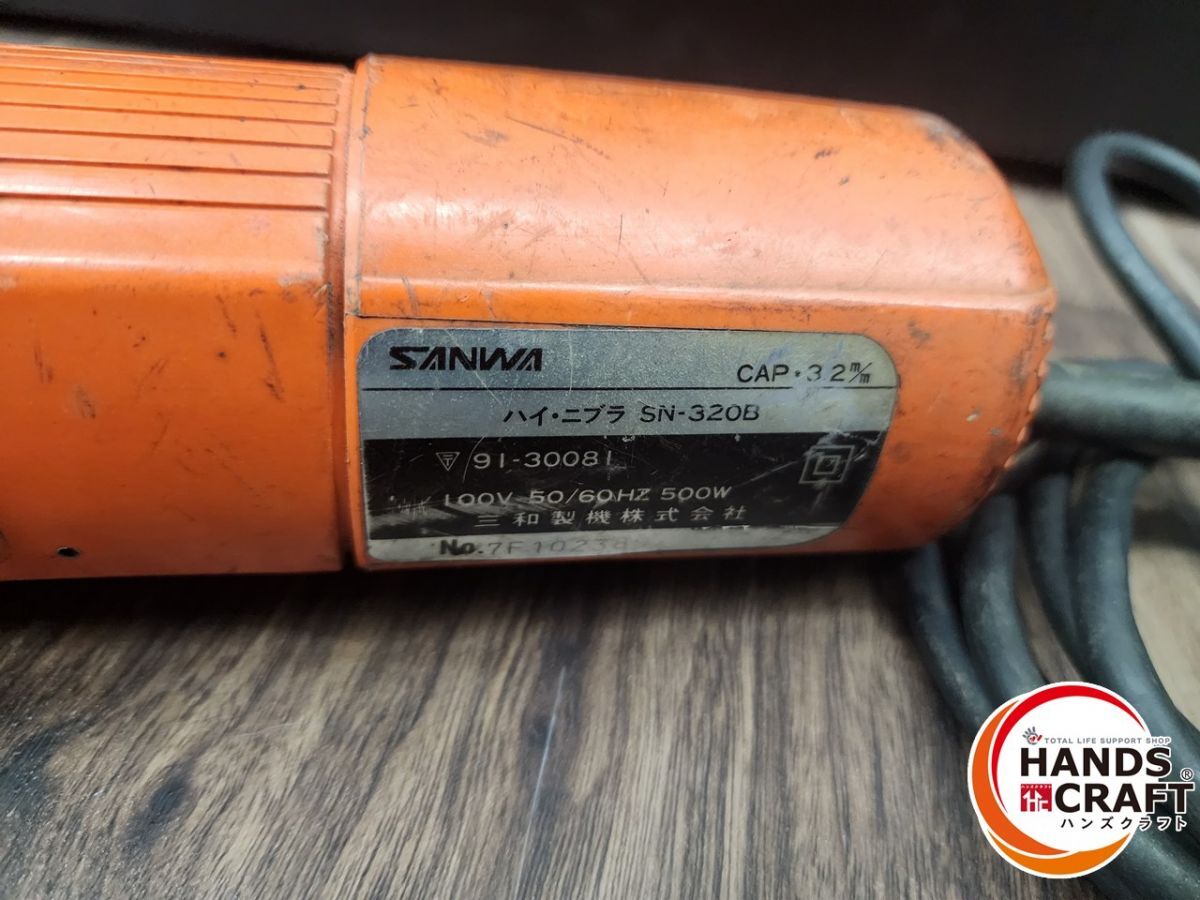 SANWA
CAP・3.2m/m
ハイ・ニブラ SN-320B
〒 91-30081
100V 50/60HZ 500W
三和製機株式会社
No.7F10238
TOTAL LIFE SUPPORT SHOP
HANDS
CRAFT®
ハンズクラフト